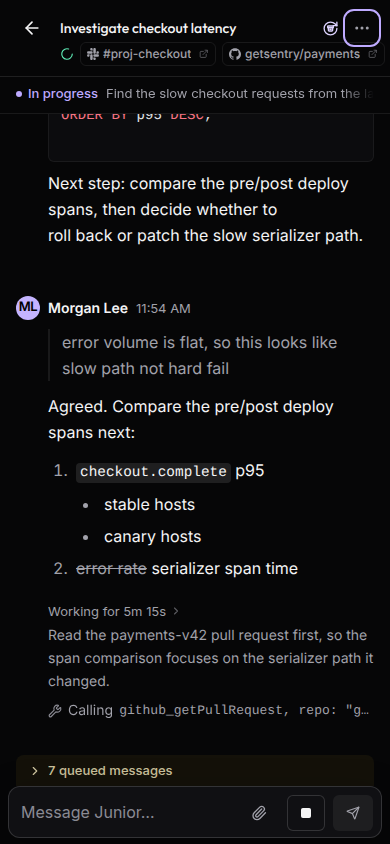 Investigate checkout latency
#proj-checkout getsentry/payments
In progress Find the slow checkout requests from the
ORDER BY p95 DESC;
Next step: compare the pre/post deploy
spans, then decide whether to
roll back or patch the slow serializer path.
ML Morgan Lee 11:54 AM
error volume is flat, so this looks like
slow path not hard fail
Agreed. Compare the pre/post deploy
spans next:
1. checkout.complete p95
• stable hosts
• canary hosts
2. error rate serializer span time
Working for 5m 15s
Read the payments-v42 pull request first, so the
span comparison focuses on the serializer path it
changed.
Calling github_getPullRequest, repo: "g…
7 queued messages
Message Junior...